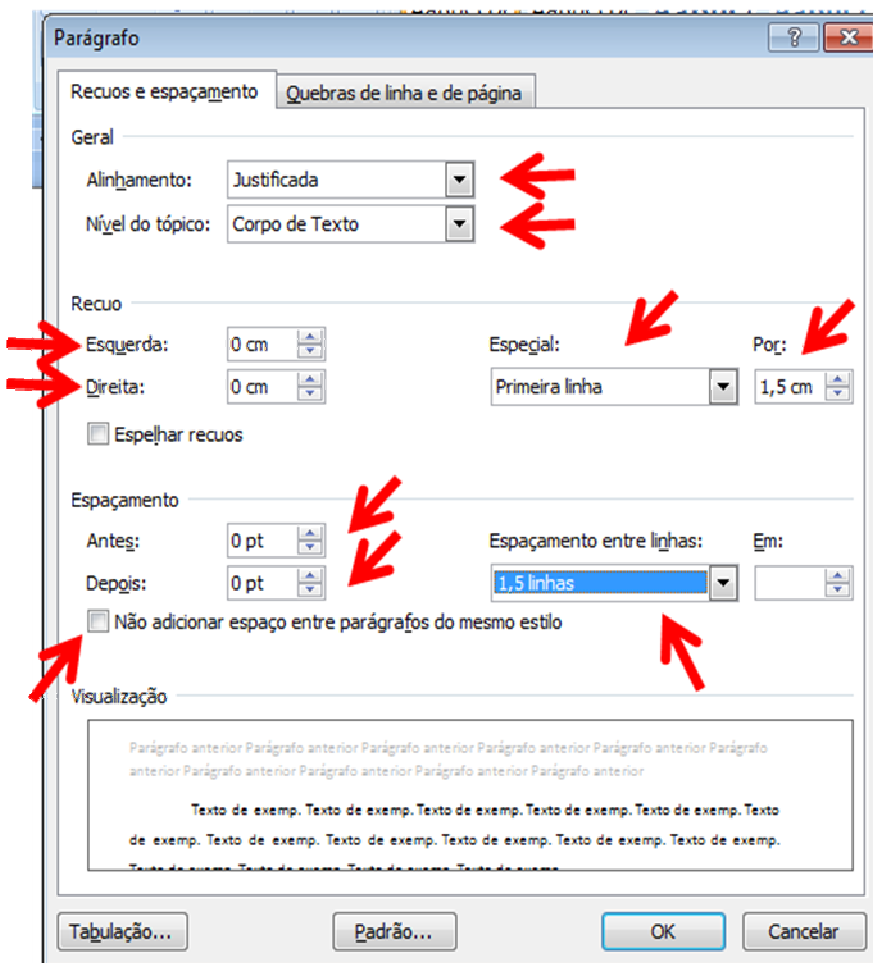 Parágrafo
Recuos e espaçamento Quebras de linha e de página
Geral
Alinhamento: Justificada
Nível do tópico: Corpo de Texto
Recuo
Esquerda: 0 cm Especial: Por:
Direita: 0 cm Primeira linha 1,5 cm
Espelhar recuos
Espaçamento
Antes: 0 pt Espaçamento entre linhas: Em:
Depois: 0 pt 1,5 linhas
Não adicionar espaço entre parágrafos do mesmo estilo
Visualização
Parágrafo anterior Parágrafo anterior Parágrafo anterior Parágrafo anterior Parágrafo anterior Parágrafo
anterior Parágrafo anterior Parágrafo anterior Parágrafo anterior Parágrafo anterior
Texto de exemp. Texto de exemp. Texto de exemp. Texto de exemp. Texto de exemp. Texto
de exemp. Texto de exemp. Texto de exemp. Texto de exemp. Texto de exemp. Texto de exemp.
Tabulação... Padrão... OK Cancelar